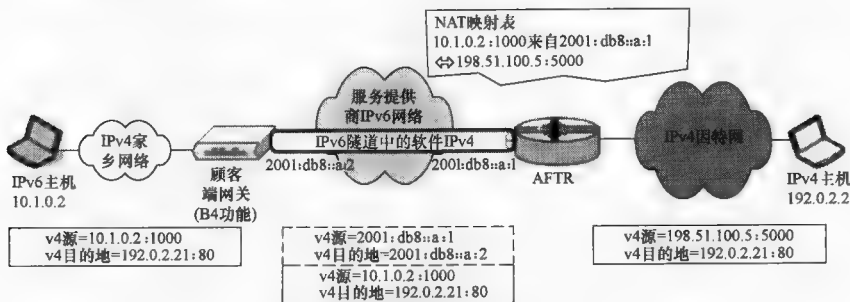 NAT映射表
10.1.0.2:1000来自2001:db8::a:1
⇔198.51.100.5:5000
服务提供
商IPv6网络
IPv4家
乡网络
IPv6隧道中的软件IPv4
IPv4因特网
2001:db8::a:2
2001:db8::a:1
IPv6主机
10.1.0.2
顾客
端网关
(B4功能)
AFTR
IPv4主机
192.0.2.2
v4源=10.1.0.2:1000
v4目的地=192.0.2.21:80
v4源=2001:db8::a:1
v4目的地=2001:db8::a:2
v4源=10.1.0.2:1000
v4目的地=192.0.2.21:80
v4源=198.51.100.5:5000
v4目的地=192.0.2.21:80